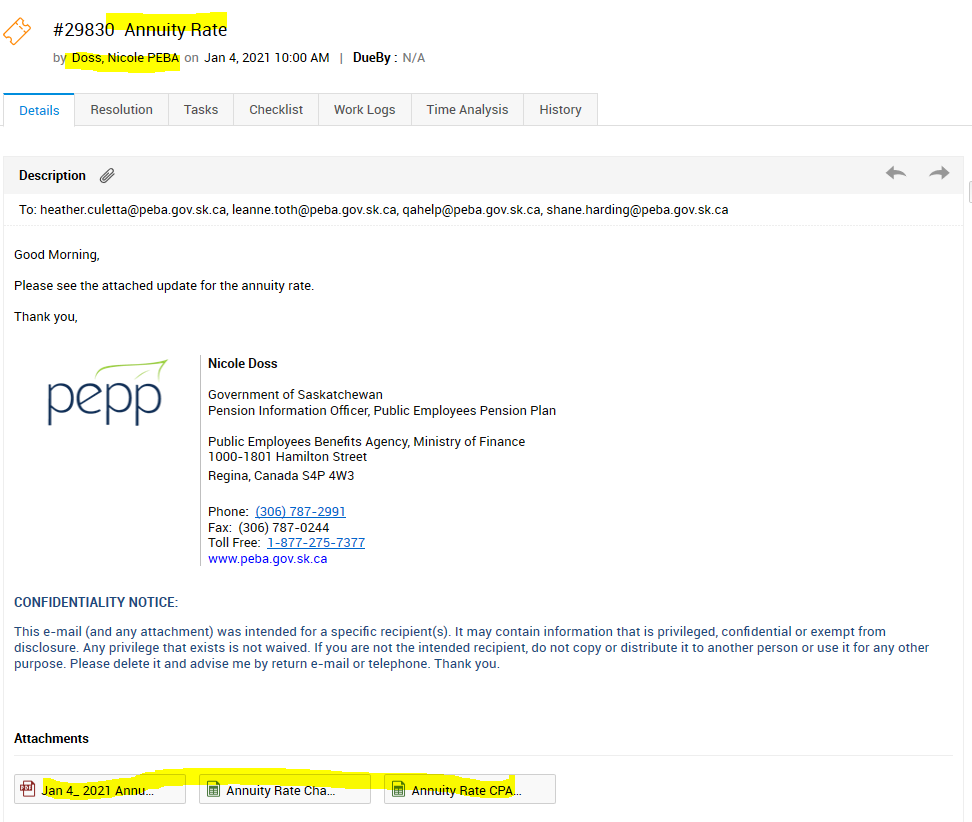 #29830 Annuity Rate
by Doss, Nicole PEBA on Jan 4, 2021 10:00 AM | DueBy : N/A
Details Resolution Tasks Checklist Work Logs Time Analysis History
Description
To: heather.culetta@peba.gov.sk.ca, leanne.toth@peba.gov.sk.ca, qahelp@peba.gov.sk.ca, shane.harding@peba.gov.sk.ca
Good Morning,
Please see the attached update for the annuity rate.
Thank you,
pepp
Nicole Doss
Government of Saskatchewan
Pension Information Officer, Public Employees Pension Plan
Public Employees Benefits Agency, Ministry of Finance
1000-1801 Hamilton Street
Regina, Canada S4P 4W3
Phone: (306) 787-2991
Fax: (306) 787-0244
Toll Free: 1-877-275-7377
www.peba.gov.sk.ca
CONFIDENTIALITY NOTICE:
This e-mail (and any attachment) was intended for a specific recipient(s). It may contain information that is privileged, confidential or exempt from
disclosure. Any privilege that exists is not waived. If you are not the intended recipient, do not copy or distribute it to another person or use it for any other
purpose. Please delete it and advise me by return e-mail or telephone. Thank you.
Attachments
PDF Jan 4_ 2021 Annu... Annuity Rate Cha... Annuity Rate CPA...